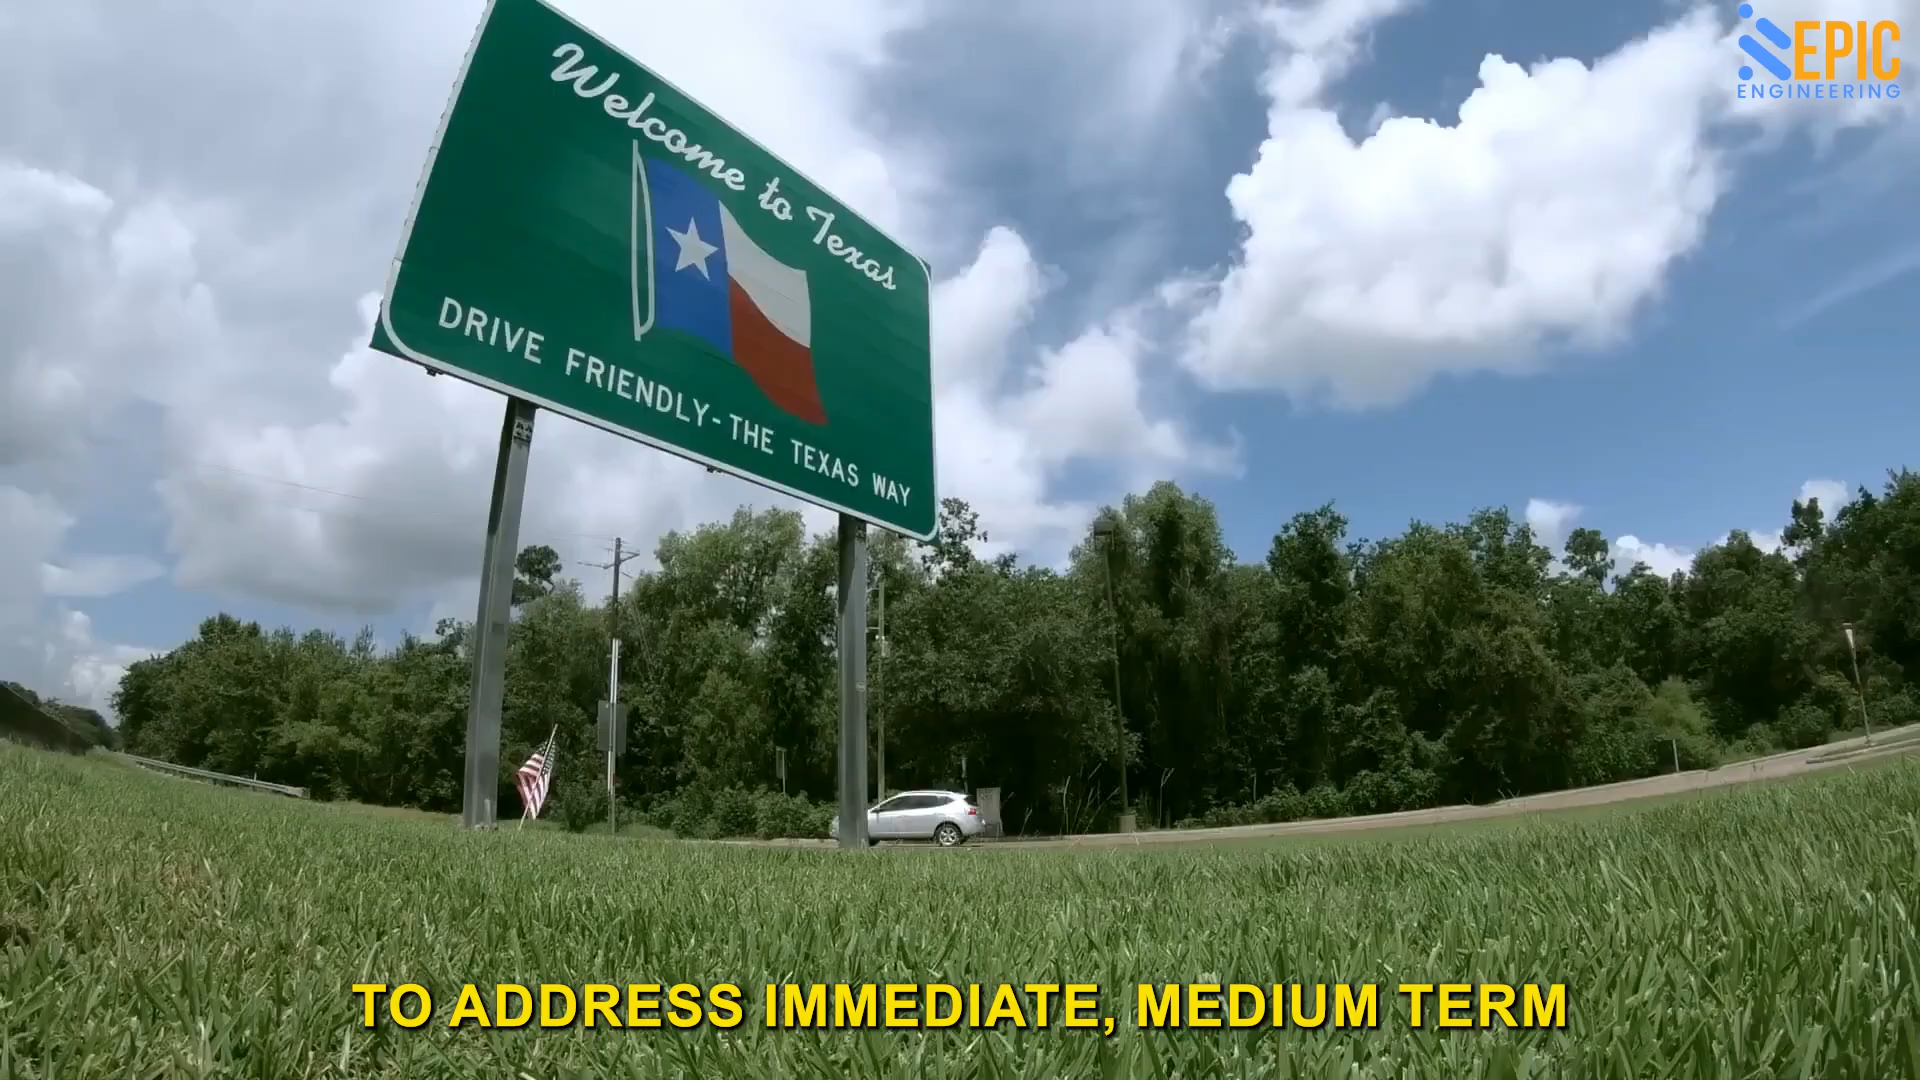 EPIC
ENGINEERING
Welcome to Texas
DRIVE FRIENDLY-THE TEXAS WAY
TO ADDRESS IMMEDIATE, MEDIUM TERM